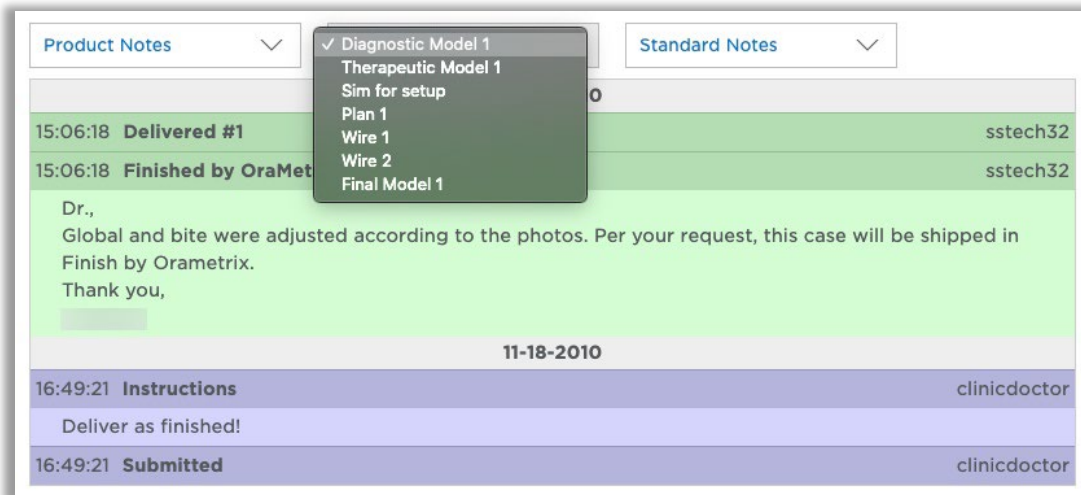 Product Notes
✓ Diagnostic Model 1
Therapeutic Model 1
Sim for setup
Plan 1
Wire 1
Wire 2
Final Model 1
Standard Notes
0
15:06:18 Delivered #1 sstech32
15:06:18 Finished by OraMet sstech32
Dr.,
Global and bite were adjusted according to the photos. Per your request, this case will be shipped in
Finish by Orametrix.
Thank you,
11-18-2010
16:49:21 Instructions clinicdoctor
Deliver as finished!
16:49:21 Submitted clinicdoctor